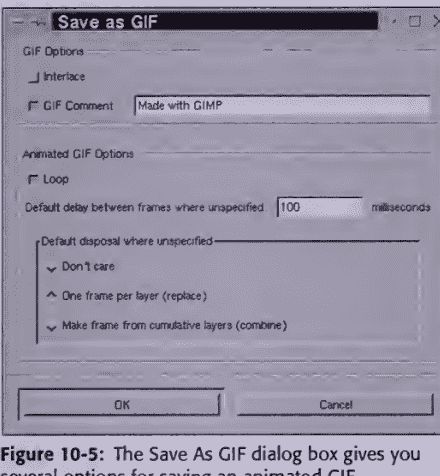 Save as GIF
GIF Options
Interlace
GIF Comment Made with GIMP
Animated GIF Options
Loop
Default delay between frames where unspecified 100 milliseconds
Default disposal where unspecified
Don't care
One frame per layer (replace)
Make frame from cumulative layers (combine)
OK Cancel
Figure 10-5: The Save As GIF dialog box gives you
several options for saving an animated GIF